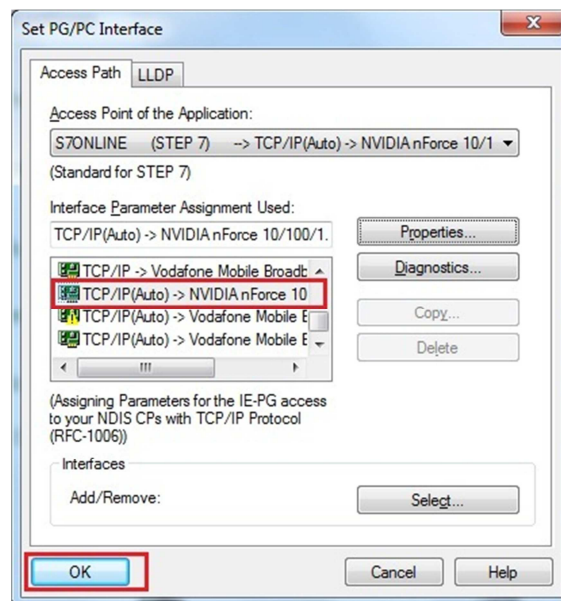 Set PG/PC Interface
Access Path
LLDP
Access Point of the Application:
S7ONLINE (STEP 7) --> TCP/IP(Auto) -> NVIDIA nForce 10/1
(Standard for STEP 7)
Interface Parameter Assignment Used:
TCP/IP(Auto) -> NVIDIA nForce 10/100/1.
Properties...
TCP/IP -> Vodafone Mobile Broadb
Diagnostics...
TCP/IP(Auto) -> NVIDIA nForce 10
TCP/IP(Auto) -> Vodafone Mobile B
Copy...
TCP/IP(Auto) -> Vodafone Mobile E
Delete
(Assigning Parameters for the IE-PG access
to your NDIS CPs with TCP/IP Protocol
(RFC-1006))
Interfaces
Add/Remove:
Select...
OK
Cancel
Help